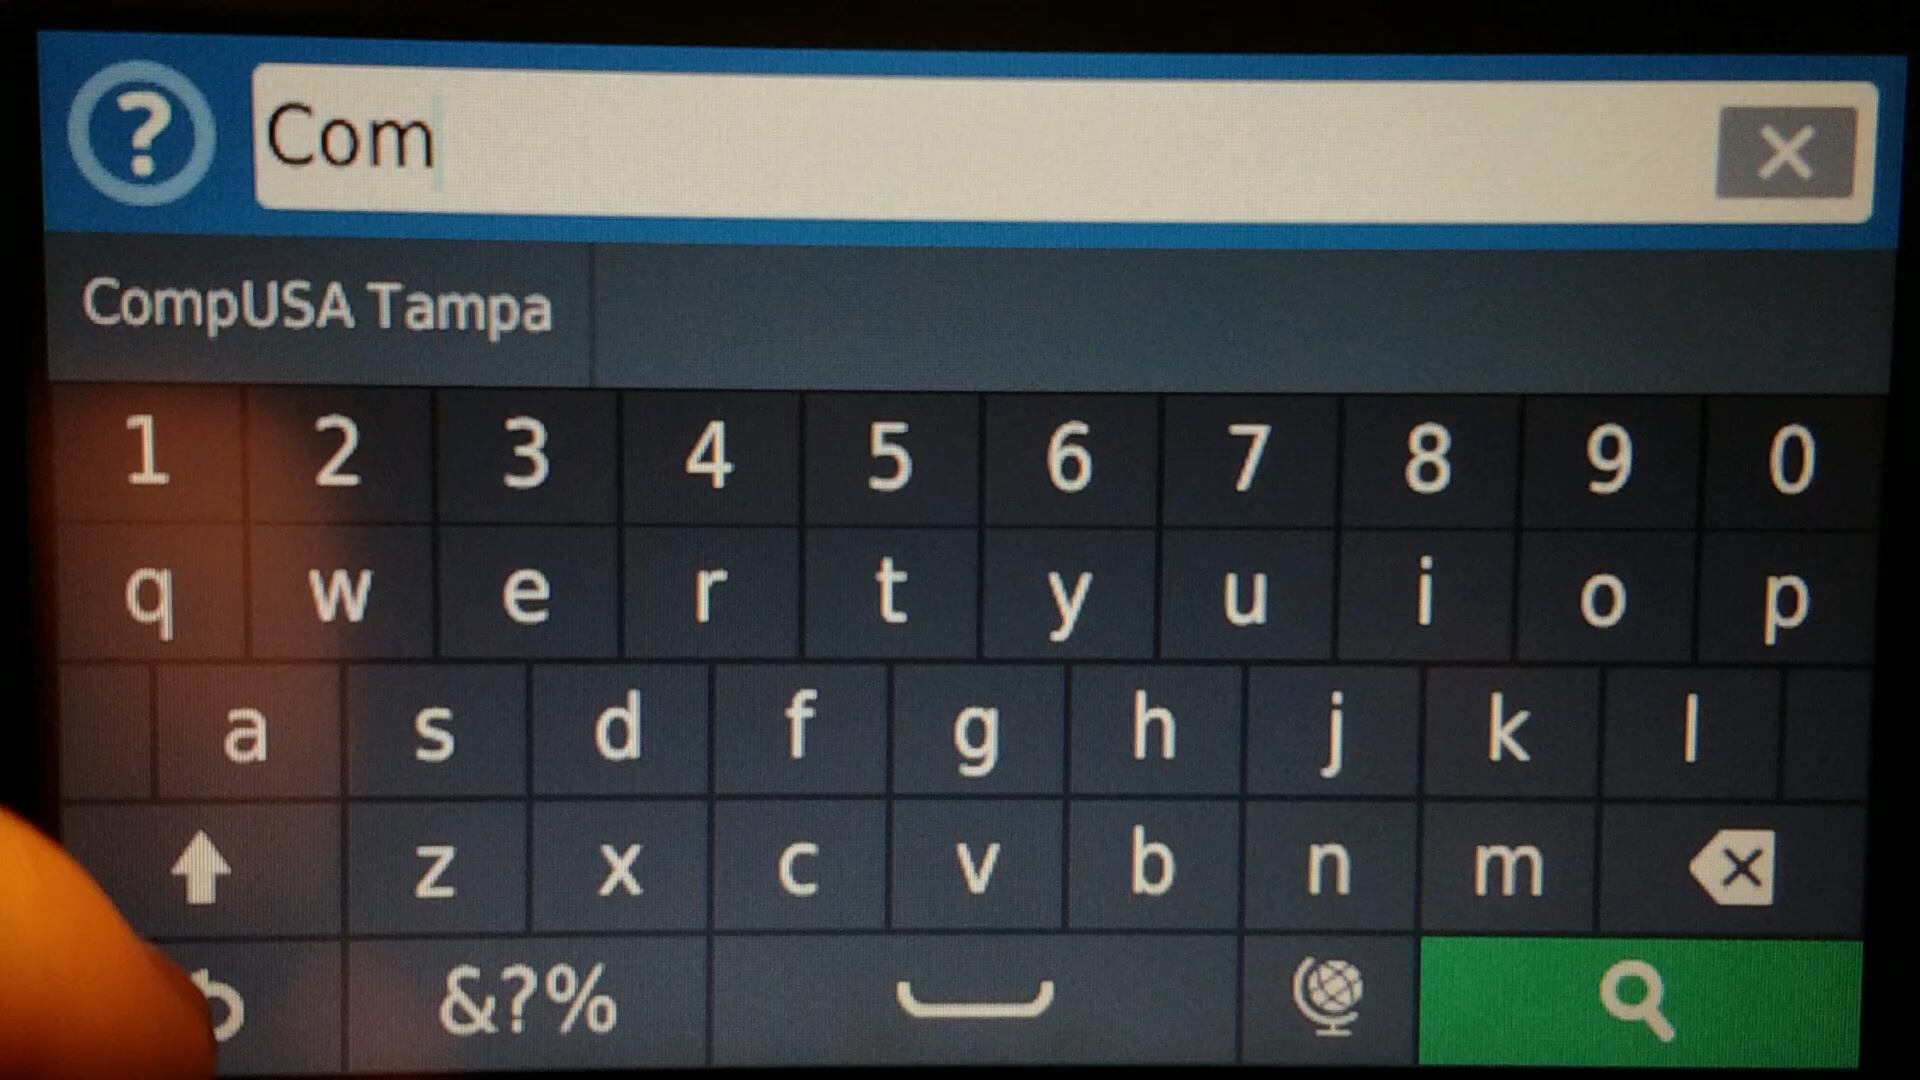 ?
Com
CompUSA Tampa
1 2 3 4 5 6 7 8 9 0
q w e r t y u i o p
a s d f g h j k l
z x c v b n m
&?%